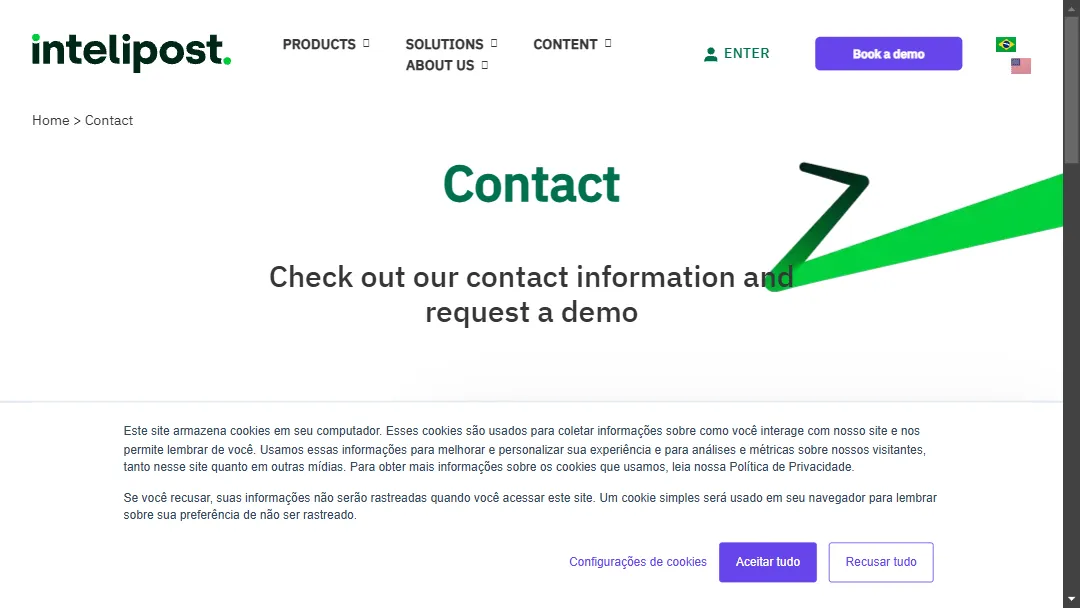 intelipost.
PRODUCTS
SOLUTIONS
CONTENT
ABOUT US
ENTER
Book a demo
Home > Contact
Contact
Check out our contact information and
request a demo
Este site armazena cookies em seu computador. Esses cookies são usados para coletar informações sobre como você interage com nosso site e nos
permite lembrar de você. Usamos essas informações para melhorar e personalizar sua experiência e para análises e métricas sobre nossos visitantes,
tanto nesse site quanto em outras mídias. Para obter mais informações sobre os cookies que usamos, leia nossa Política de Privacidade.
Se você recusar, suas informações não serão rastreadas quando você acessar este site. Um cookie simples será usado em seu navegador para lembrar
sobre sua preferência de não ser rastreado.
Configurações de cookies
Aceitar tudo
Recusar tudo